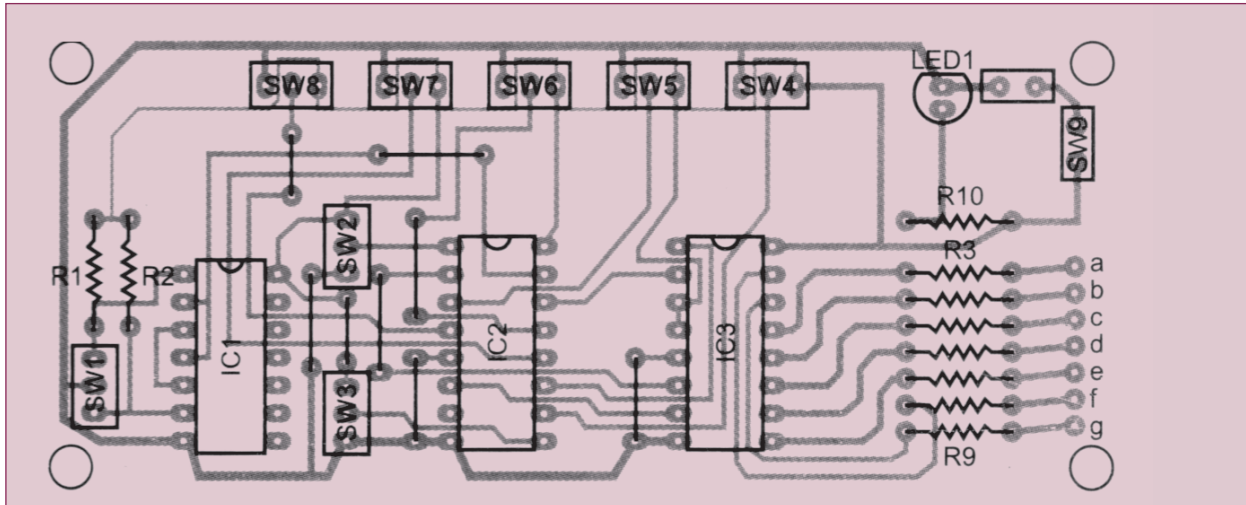 LED1
SW8 SW7 SW6 SW5 SW4
SW9
R10
SW2
R3
R1 R2
a
b
IC1 IC2 IC3
c
d
SW1
SW3
e
f
g
R9